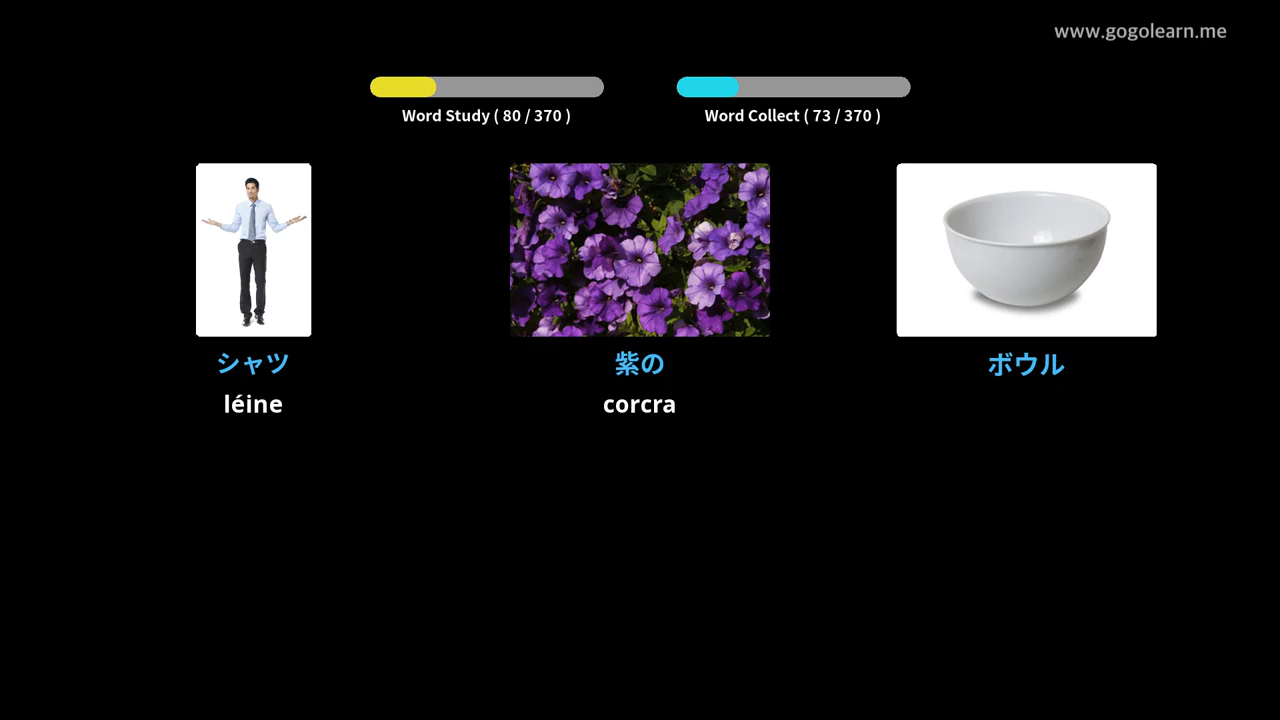 www.gogolearn.me
Word Study ( 80 / 370 )
Word Collect ( 73 / 370 )
シャツ
紫の
ボウル
léine
corcra